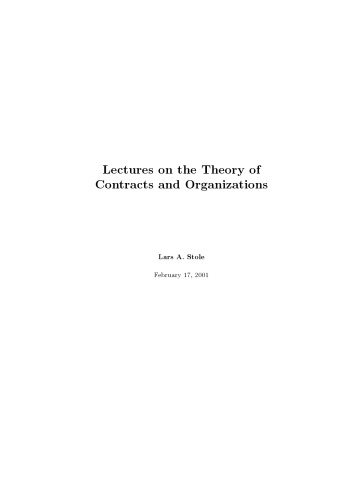 Lectures on the Theory of
Contracts and Organizations
Lars A. Stole
February 17, 2001